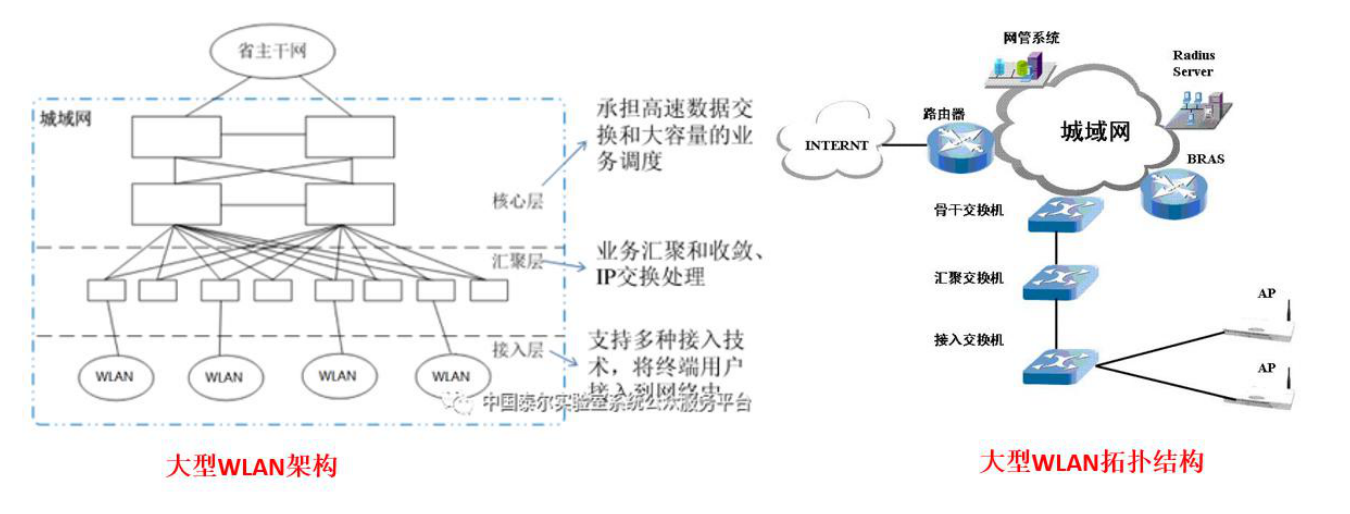 省主干网
城域网
核心层
承担高速数据交
换和大容量的业
务调度
汇聚层
业务汇聚和收敛、
IP交换处理
接入层
支持多种接入技
术，将终端用户
接入到网络中
WLAN
WLAN
WLAN
WLAN
中国泰尔实验室系统公众服务平台
大型WLAN架构
网管系统
Radius
Server
路由器
城域网
INTERNT
BRAS
骨干交换机
汇聚交换机
接入交换机
AP
AP
大型WLAN拓扑结构